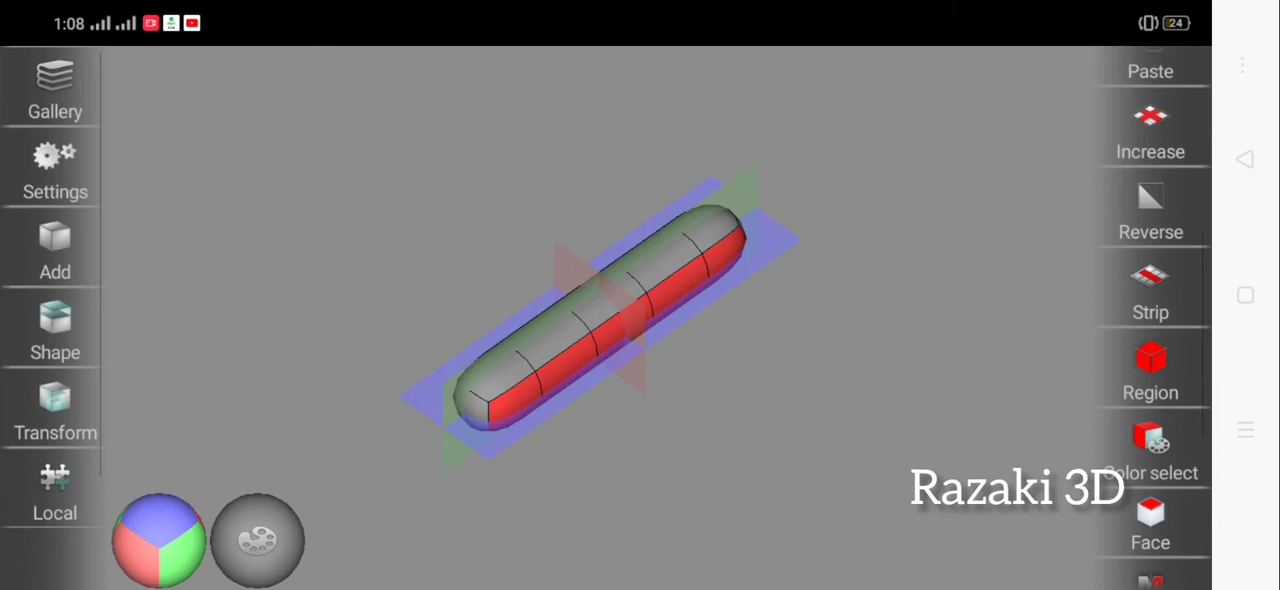 1:08
24
Gallery
Settings
Add
Shape
Transform
Local
Paste
Increase
Reverse
Strip
Region
Color select
Face
Razaki 3D